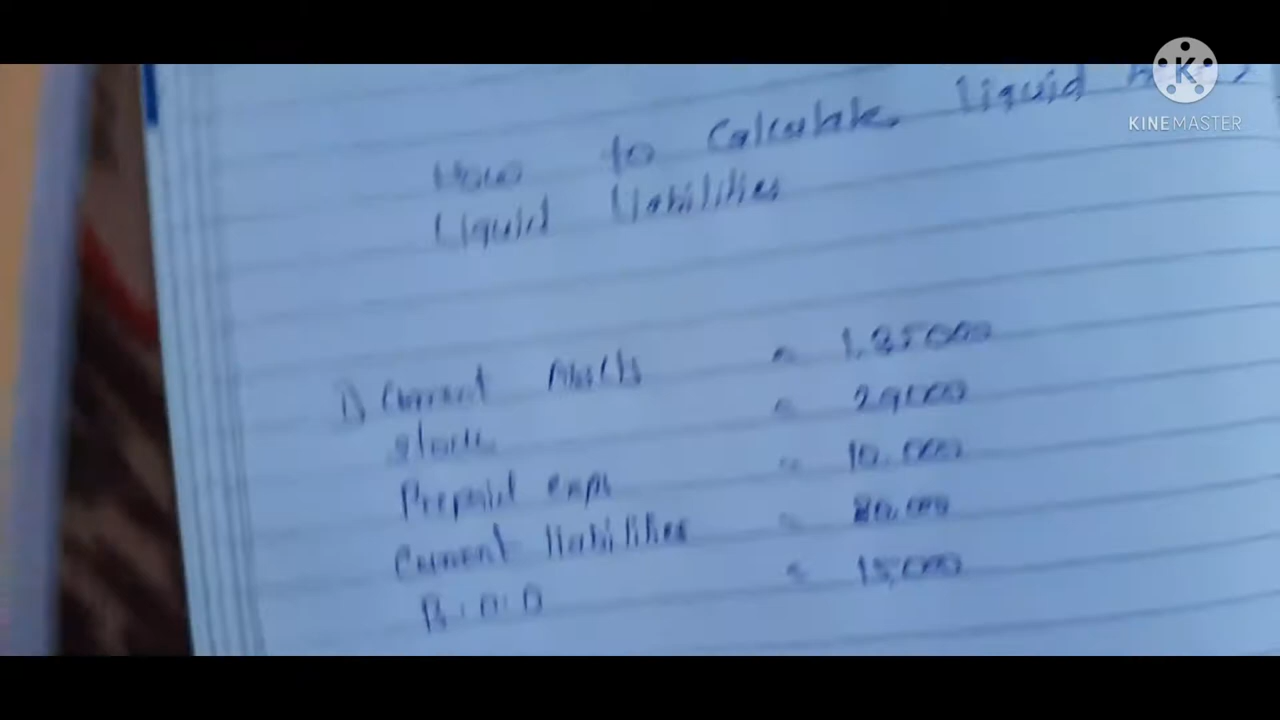 How to Calculate Liquid
Liquid Liabilities
KINEMASTER
1) Current Assets = 1,35000
Stock = 29000
Prepaid exps = 10,000
Current liabilities = 80,000
B.O.D = 15,000